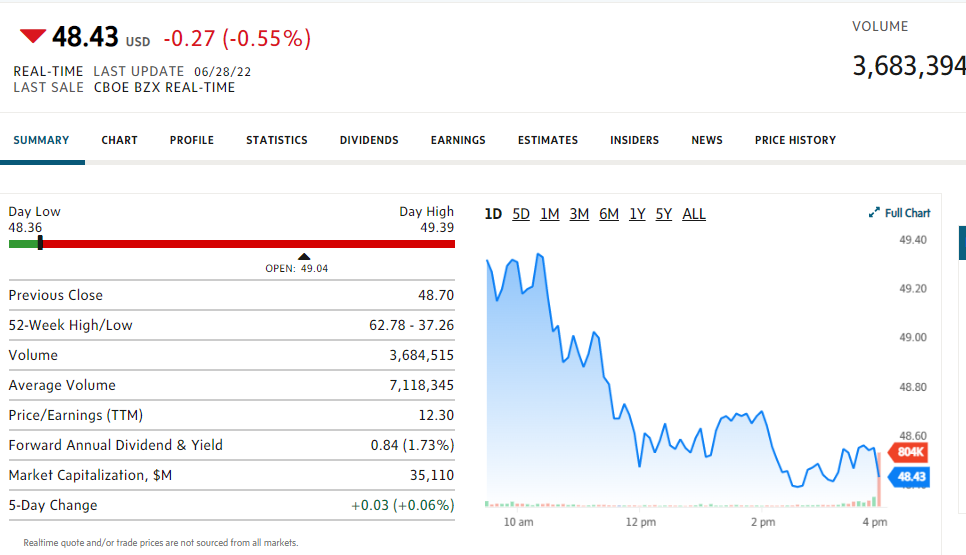 48.43 USD -0.27 (-0.55%)
VOLUME
3,683,394
REAL-TIME LAST UPDATE 06/28/22
LAST SALE CBOE BZX REAL-TIME
SUMMARY CHART PROFILE STATISTICS DIVIDENDS EARNINGS ESTIMATES INSIDERS NEWS PRICE HISTORY
Day Low Day High
48.36 49.39
OPEN: 49.04
Previous Close 48.70
52-Week High/Low 62.78 - 37.26
Volume 3,684,515
Average Volume 7,118,345
Price/Earnings (TTM) 12.30
Forward Annual Dividend & Yield 0.84 (1.73%)
Market Capitalization, $M 35,110
5-Day Change +0.03 (+0.06%)
Realtime quote and/or trade prices are not sourced from all markets.
1D 5D 1M 3M 6M 1Y 5Y ALL Full Chart
49.40
49.20
49.00
48.80
48.60
804K
48.43
10 am 12 pm 2 pm 4 pm